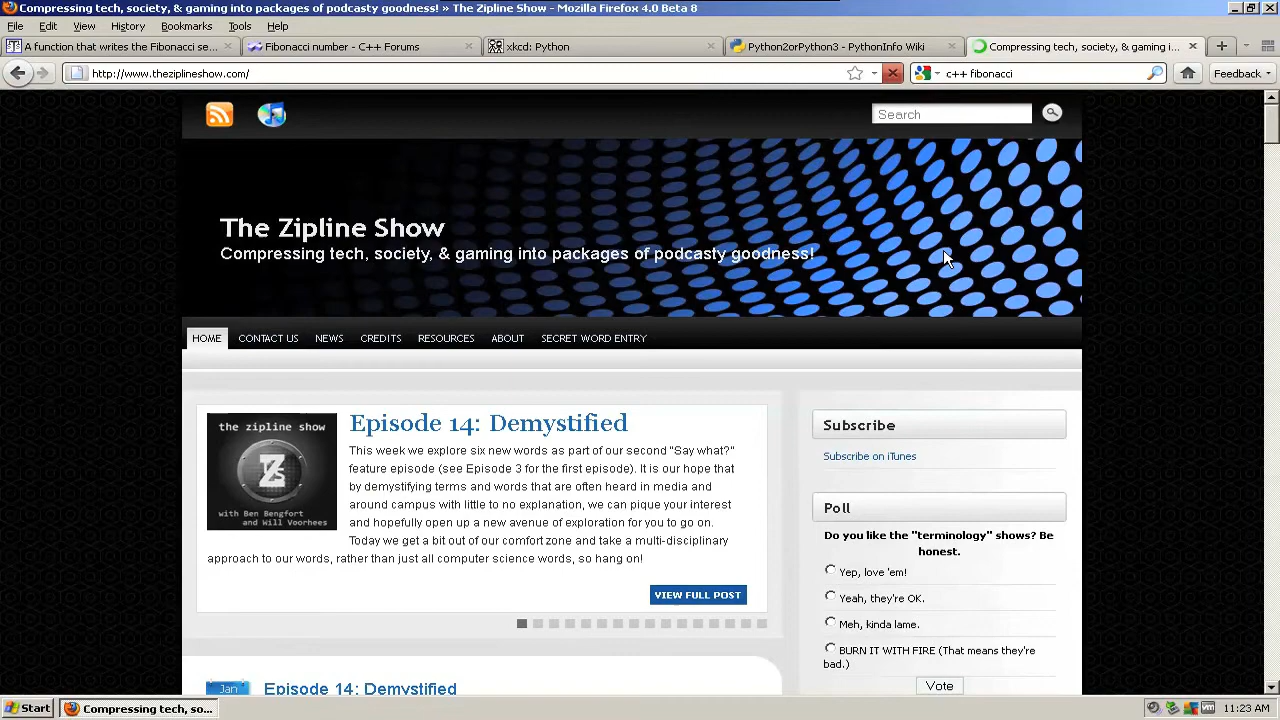 Compressing tech, society, & gaming into packages of podcasty goodness! » The Zipline Show - Mozilla Firefox 4.0 Beta 8
File Edit View History Bookmarks Tools Help
A function that writes the Fibonacci se...
Fibonacci number - C++ Forums
xkcd: Python
Python2orPython3 - PythonInfo Wiki
Compressing tech, society, & gaming i...
http://www.theziplineshow.com/
c++ fibonacci
Feedback
Search
The Zipline Show
Compressing tech, society, & gaming into packages of podcasty goodness!
HOME CONTACT US NEWS CREDITS RESOURCES ABOUT SECRET WORD ENTRY
the zipline show
with Ben Bengfort
and Will Voorhees
Episode 14: Demystified
This week we explore six new words as part of our second "Say what?"
feature episode (see Episode 3 for the first episode). It is our hope that
by demystifying terms and words that are often heard in media and
around campus with little to no explanation, we can pique your interest
and hopefully open up a new avenue of exploration for you to go on.
Today we get a bit out of our comfort zone and take a multi-disciplinary
approach to our words, rather than just all computer science words, so hang on!
VIEW FULL POST
Jan
Episode 14: Demystified
Subscribe
Subscribe on iTunes
Poll
Do you like the "terminology" shows? Be
honest.
Yep, love 'em!
Yeah, they're OK.
Meh, kinda lame.
BURN IT WITH FIRE (That means they're
bad.)
Vote
Start
Compressing tech, so...
11:23 AM